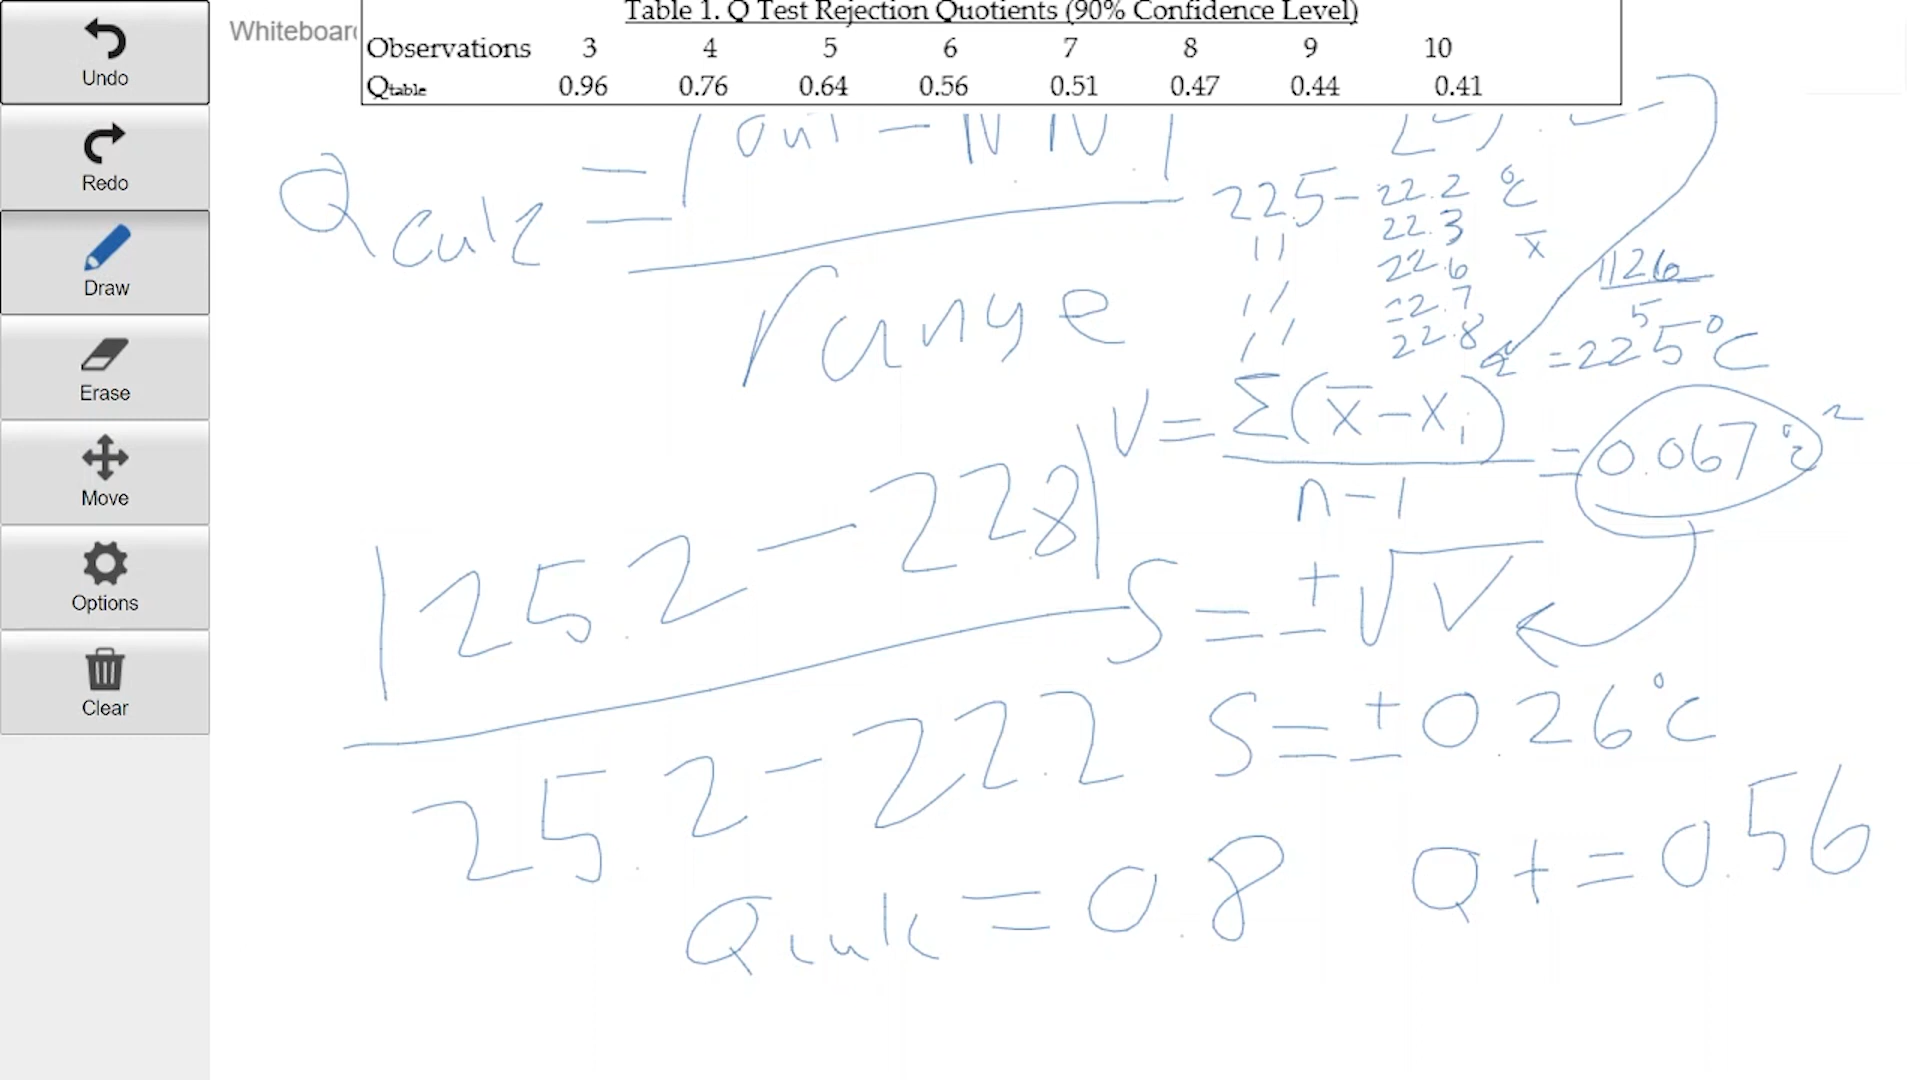 Undo
Redo
Draw
Erase
Move
Options
Clear
Whiteboard
Table 1. Q Test Rejection Quotients (90% Confidence Level)
Observations 3 4 5 6 7 8 9 10
Qtable 0.96 0.76 0.64 0.56 0.51 0.47 0.44 0.41
Qcalc = |out - N.N.|
range
22.5 - 22.2 °C
" 22.3 x̄
22.6
" 22.7
" 22.8
112.6
5
= 22.5°C
V = Σ(x̄ - xi)
n - 1
= 0.067°C²
|25.2 - 22.8|
25.2 - 22.2
S = ±√V
S = ±0.26°C
Qcalc = 0.8
Qt = 0.56